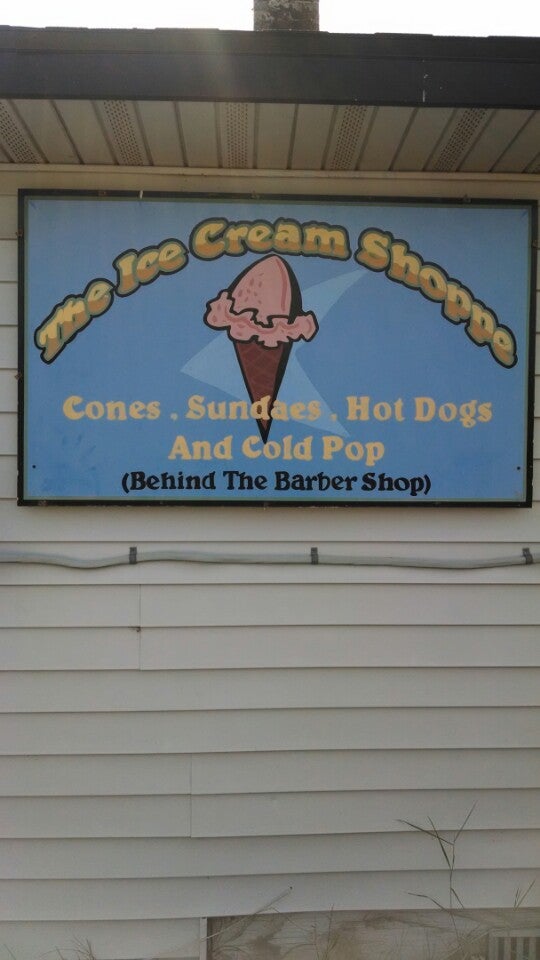 The Ice Cream Shoppe
Cones . Sundaes . Hot Dogs
And Cold Pop
(Behind The Barber Shop)